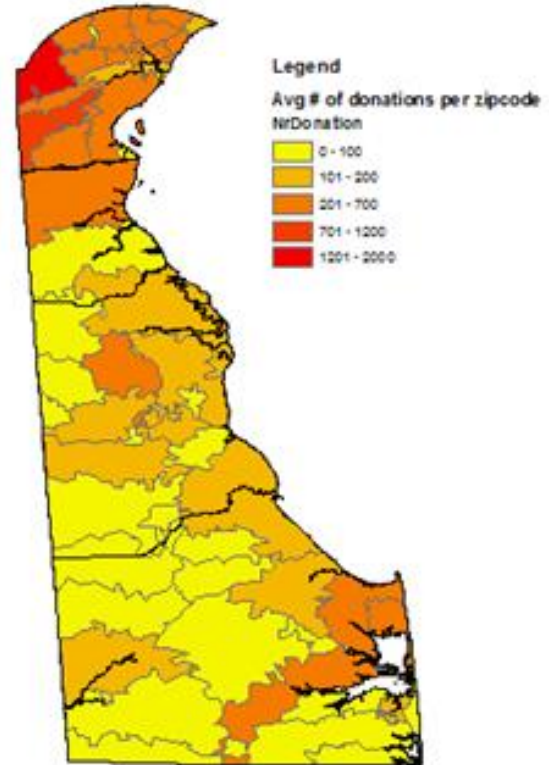 Legend
Avg # of donations per zipcode
NrDonation
0 - 100
101 - 200
201 - 700
701 - 1200
1201 - 2000